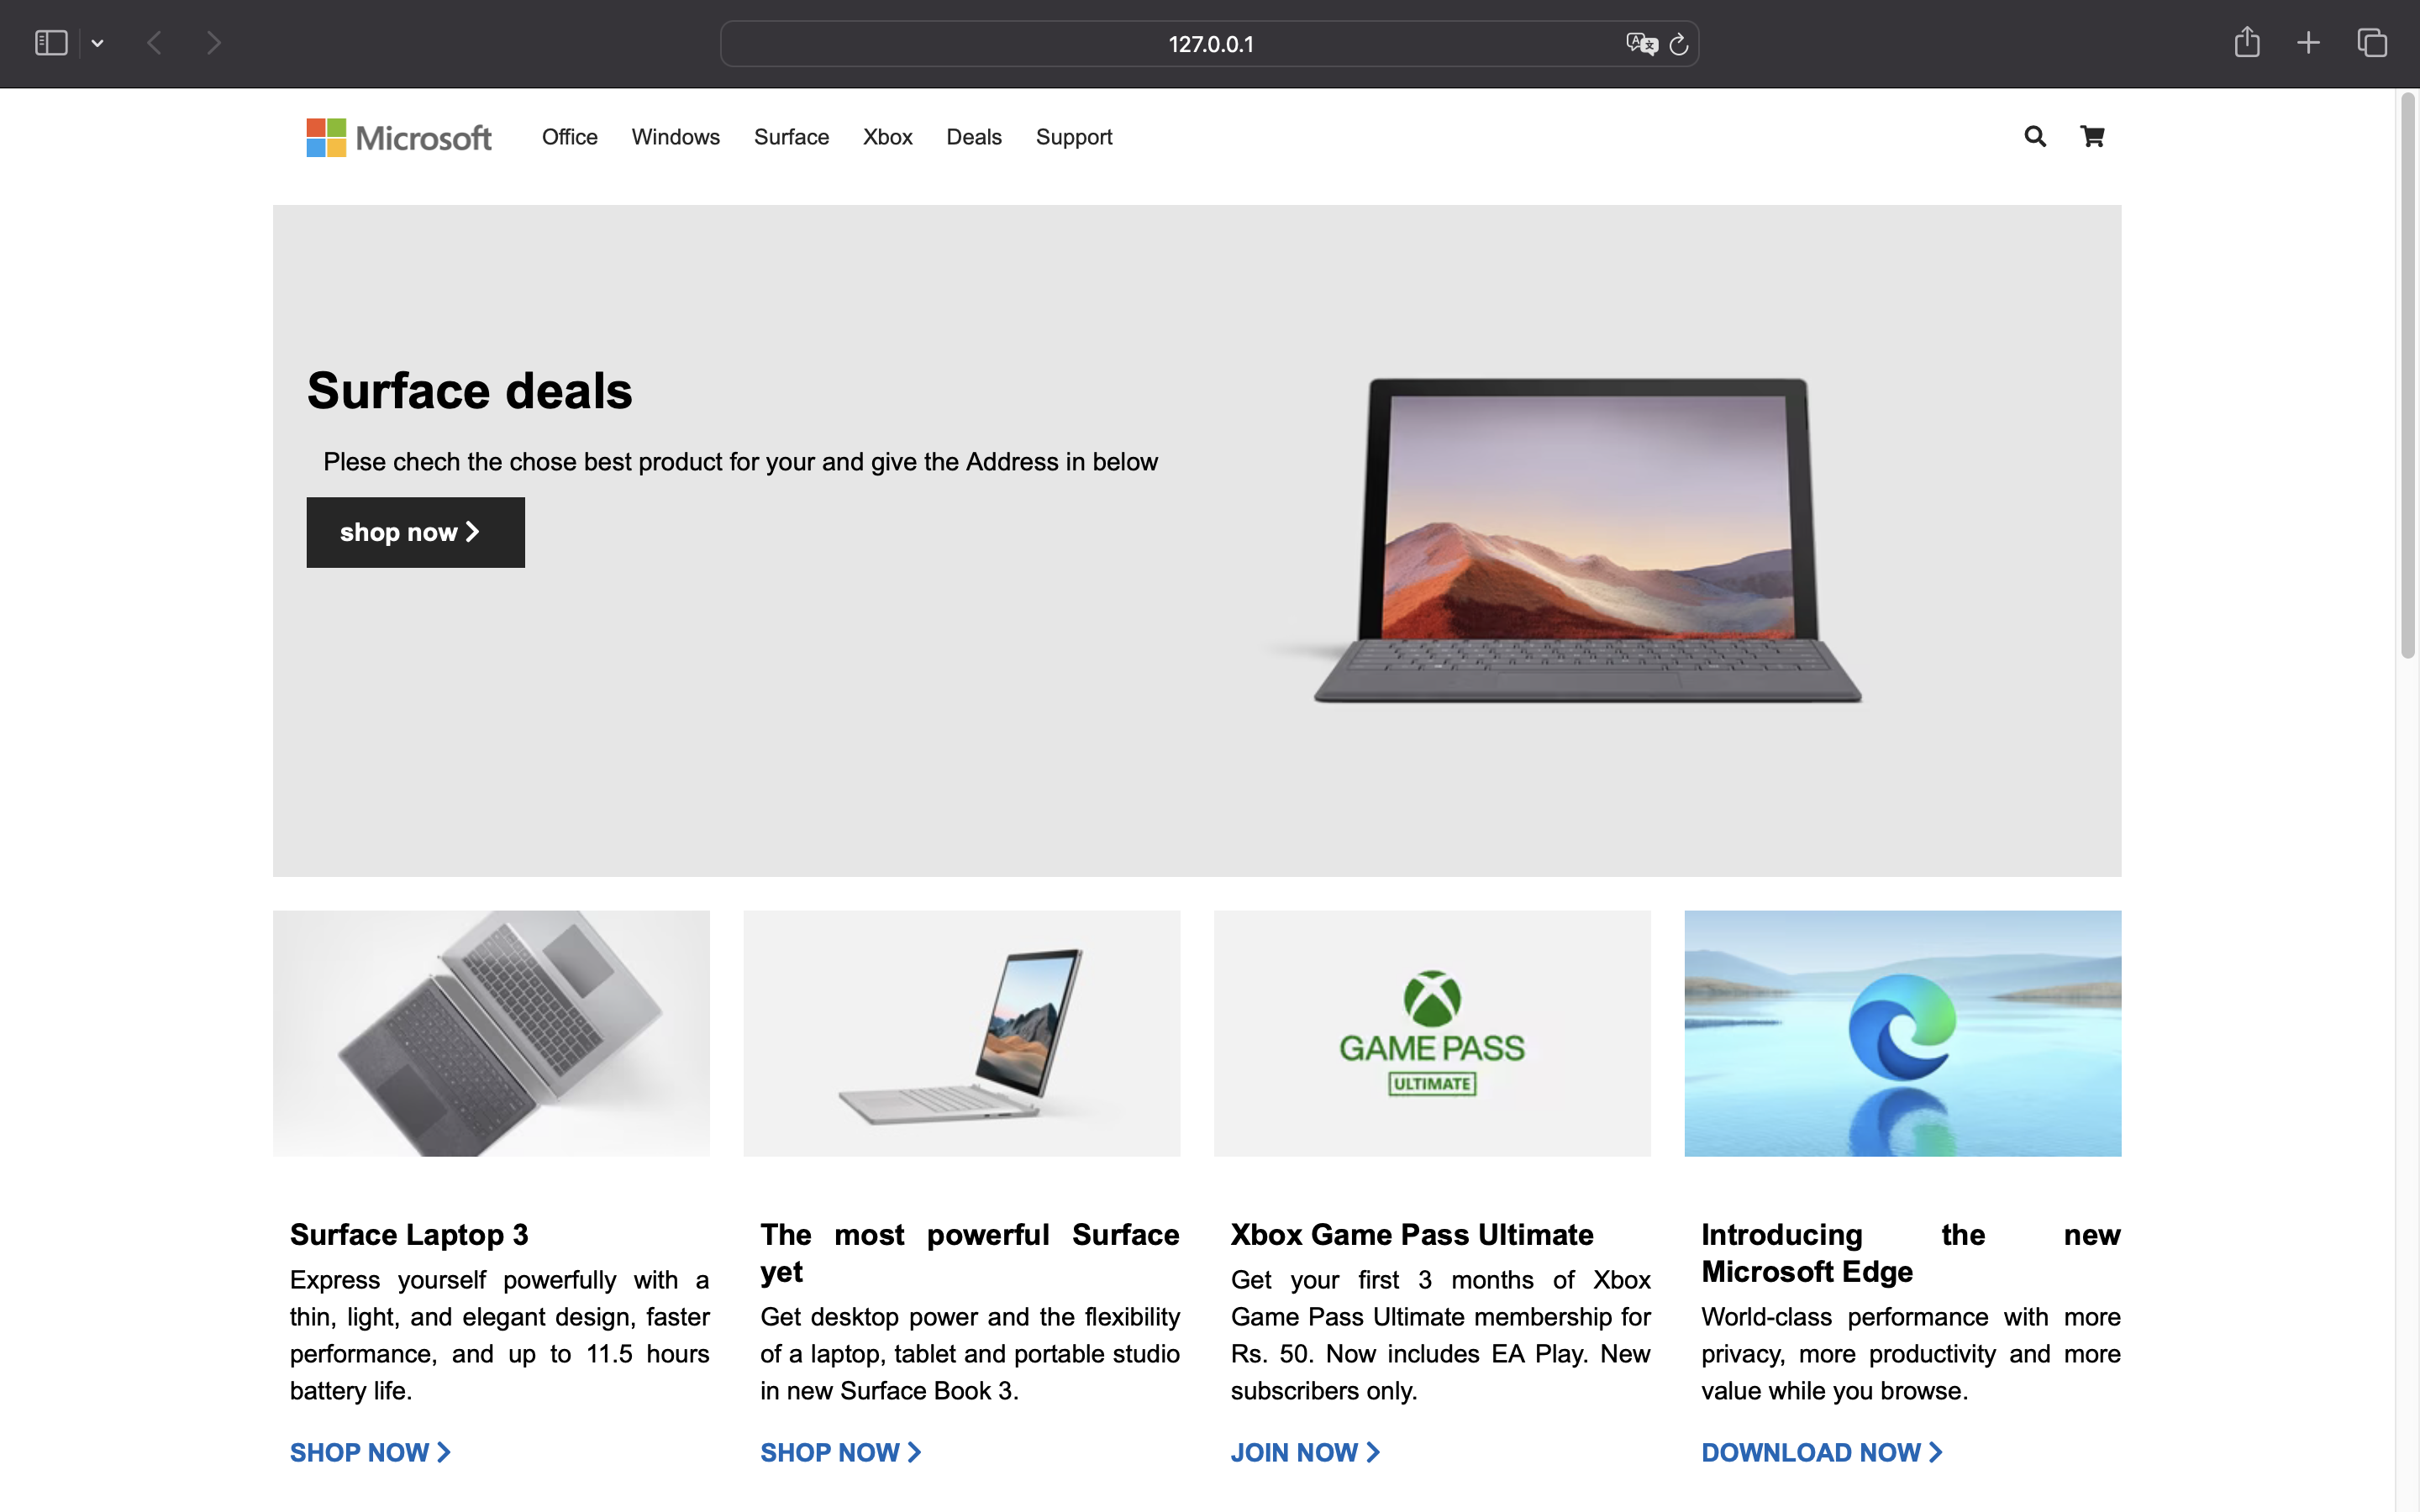 127.0.0.1
Microsoft Office Windows Surface Xbox Deals Support
Surface deals
Plese chech the chose best product for your and give the Address in below
shop now
GAME PASS
ULTIMATE
Surface Laptop 3
Express yourself powerfully with a
thin, light, and elegant design, faster
performance, and up to 11.5 hours
battery life.
SHOP NOW
The most powerful Surface
yet
Get desktop power and the flexibility
of a laptop, tablet and portable studio
in new Surface Book 3.
SHOP NOW
Xbox Game Pass Ultimate
Get your first 3 months of Xbox
Game Pass Ultimate membership for
Rs. 50. Now includes EA Play. New
subscribers only.
JOIN NOW
Introducing the new
Microsoft Edge
World-class performance with more
privacy, more productivity and more
value while you browse.
DOWNLOAD NOW